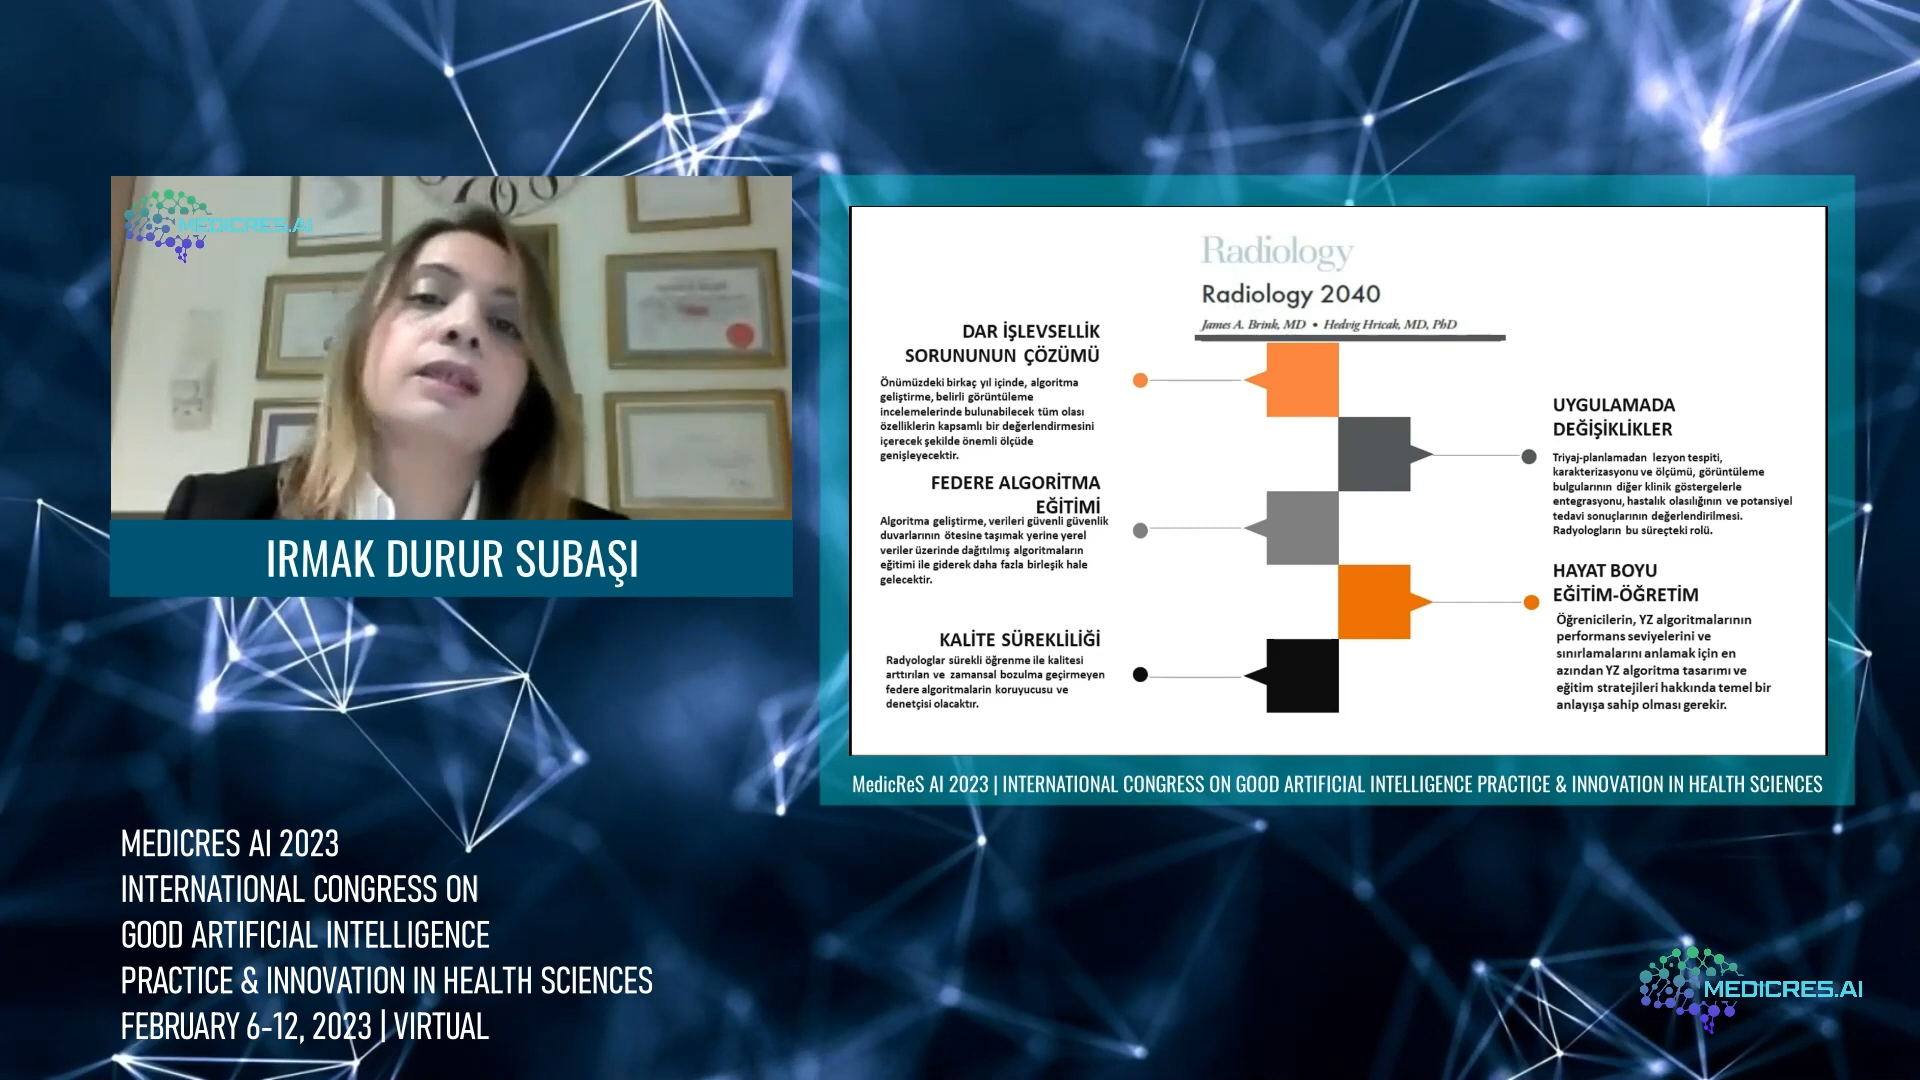 MEDICRES.AI
IRMAK DURUR SUBAŞI
Radiology
Radiology 2040
James A. Brink, MD • Hedvig Hricak, MD, PhD
DAR İŞLEVSELLİK
SORUNUNUN ÇÖZÜMÜ
Önümüzdeki birkaç yıl içinde, algoritma
geliştirme, belirli görüntüleme
incelemelerinde bulunabilecek tüm olası
özelliklerin kapsamlı bir değerlendirmesini
içerecek şekilde önemli ölçüde
genişleyecektir.
FEDERE ALGORİTMA
EĞİTİMİ
Algoritma geliştirme, verileri güvenli güvenlik
duvarlarının ötesine taşımak yerine yerel
veriler üzerinde dağıtılmış algoritmaların
eğitimi ile giderek daha fazla birleşik hale
gelecektir.
KALİTE SÜREKLİLİĞİ
Radyologlar sürekli öğrenme ile kalitesi
arttırılan ve zamansal bozulma geçirmeyen
federe algoritmalarin koruyucusu ve
denetçisi olacaktır.
UYGULAMADA
DEĞİŞİKLİKLER
Triyaj-planlamadan lezyon tespiti,
karakterizasyonu ve ölçümü, görüntüleme
bulgularının diğer klinik göstergelerle
entegrasyonu, hastalık olasılığının ve potansiyel
tedavi sonuçlarının değerlendirilmesi.
Radyologların bu süreçteki rolü.
HAYAT BOYU
EĞİTİM-ÖĞRETİM
Öğrenicilerin, YZ algoritmalarının
performans seviyelerini ve
sınırlamalarını anlamak için en
azından YZ algoritma tasarımı ve
eğitim stratejileri hakkında temel bir
anlayışa sahip olması gerekir.
MedicReS AI 2023 | INTERNATIONAL CONGRESS ON GOOD ARTIFICIAL INTELLIGENCE PRACTICE & INNOVATION IN HEALTH SCIENCES
MEDICRES AI 2023
INTERNATIONAL CONGRESS ON
GOOD ARTIFICIAL INTELLIGENCE
PRACTICE & INNOVATION IN HEALTH SCIENCES
FEBRUARY 6-12, 2023 | VIRTUAL
MEDICRES.AI